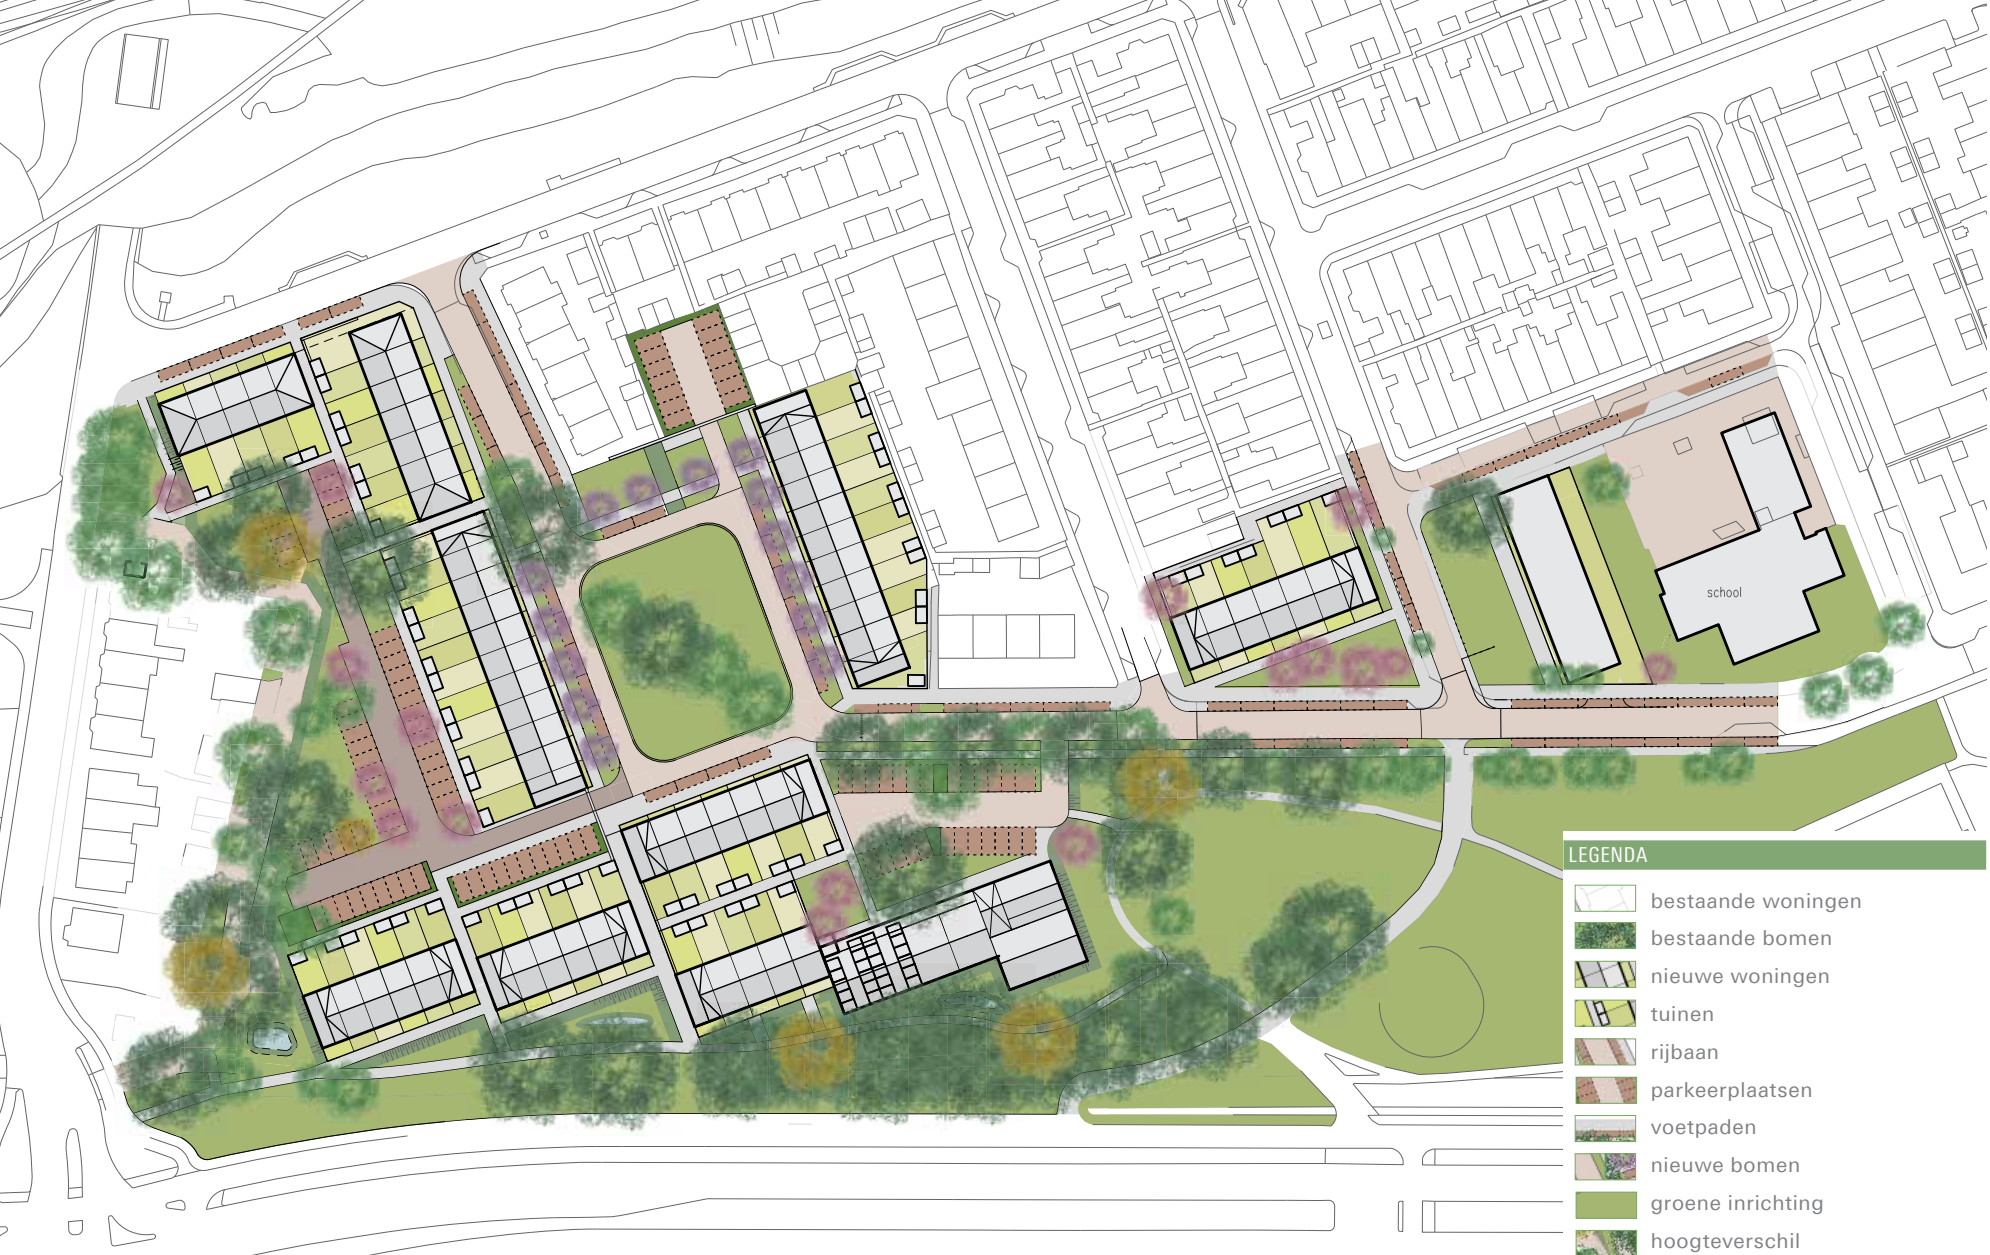 school
LEGENDA
bestaande woningen
bestaande bomen
nieuwe woningen
tuinen
rijbaan
parkeerplaatsen
voetpaden
nieuwe bomen
groene inrichting
hoogteverschil